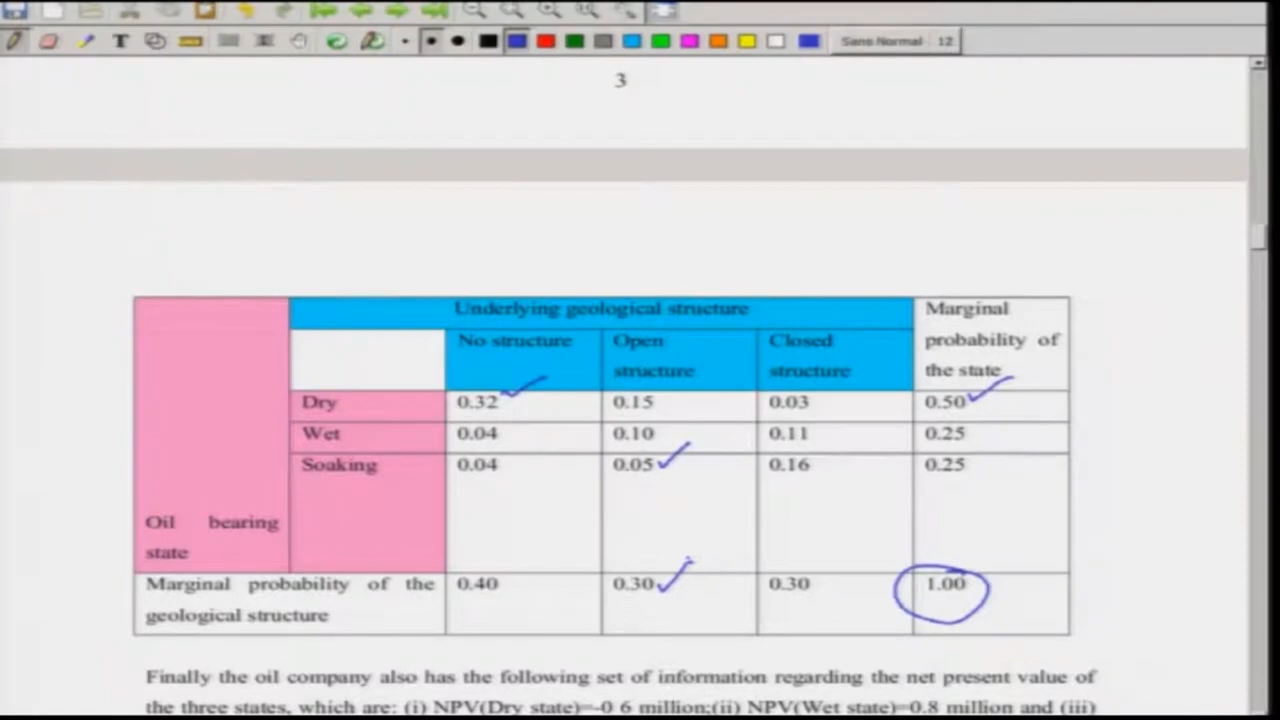 T
Sans Normal 12
3
Underlying geological structure
Marginal probability of the state
No structure
Open structure
Closed structure
Dry 0.32 0.15 0.03 0.50
Wet 0.04 0.10 0.11 0.25
Soaking 0.04 0.05 0.16 0.25
Oil bearing state
Marginal probability of the geological structure 0.40 0.30 0.30 1.00
Finally the oil company also has the following set of information regarding the net present value of
the three states, which are: (i) NPV(Dry state)=-0 6 million;(ii) NPV(Wet state)=0.8 million and (iii)